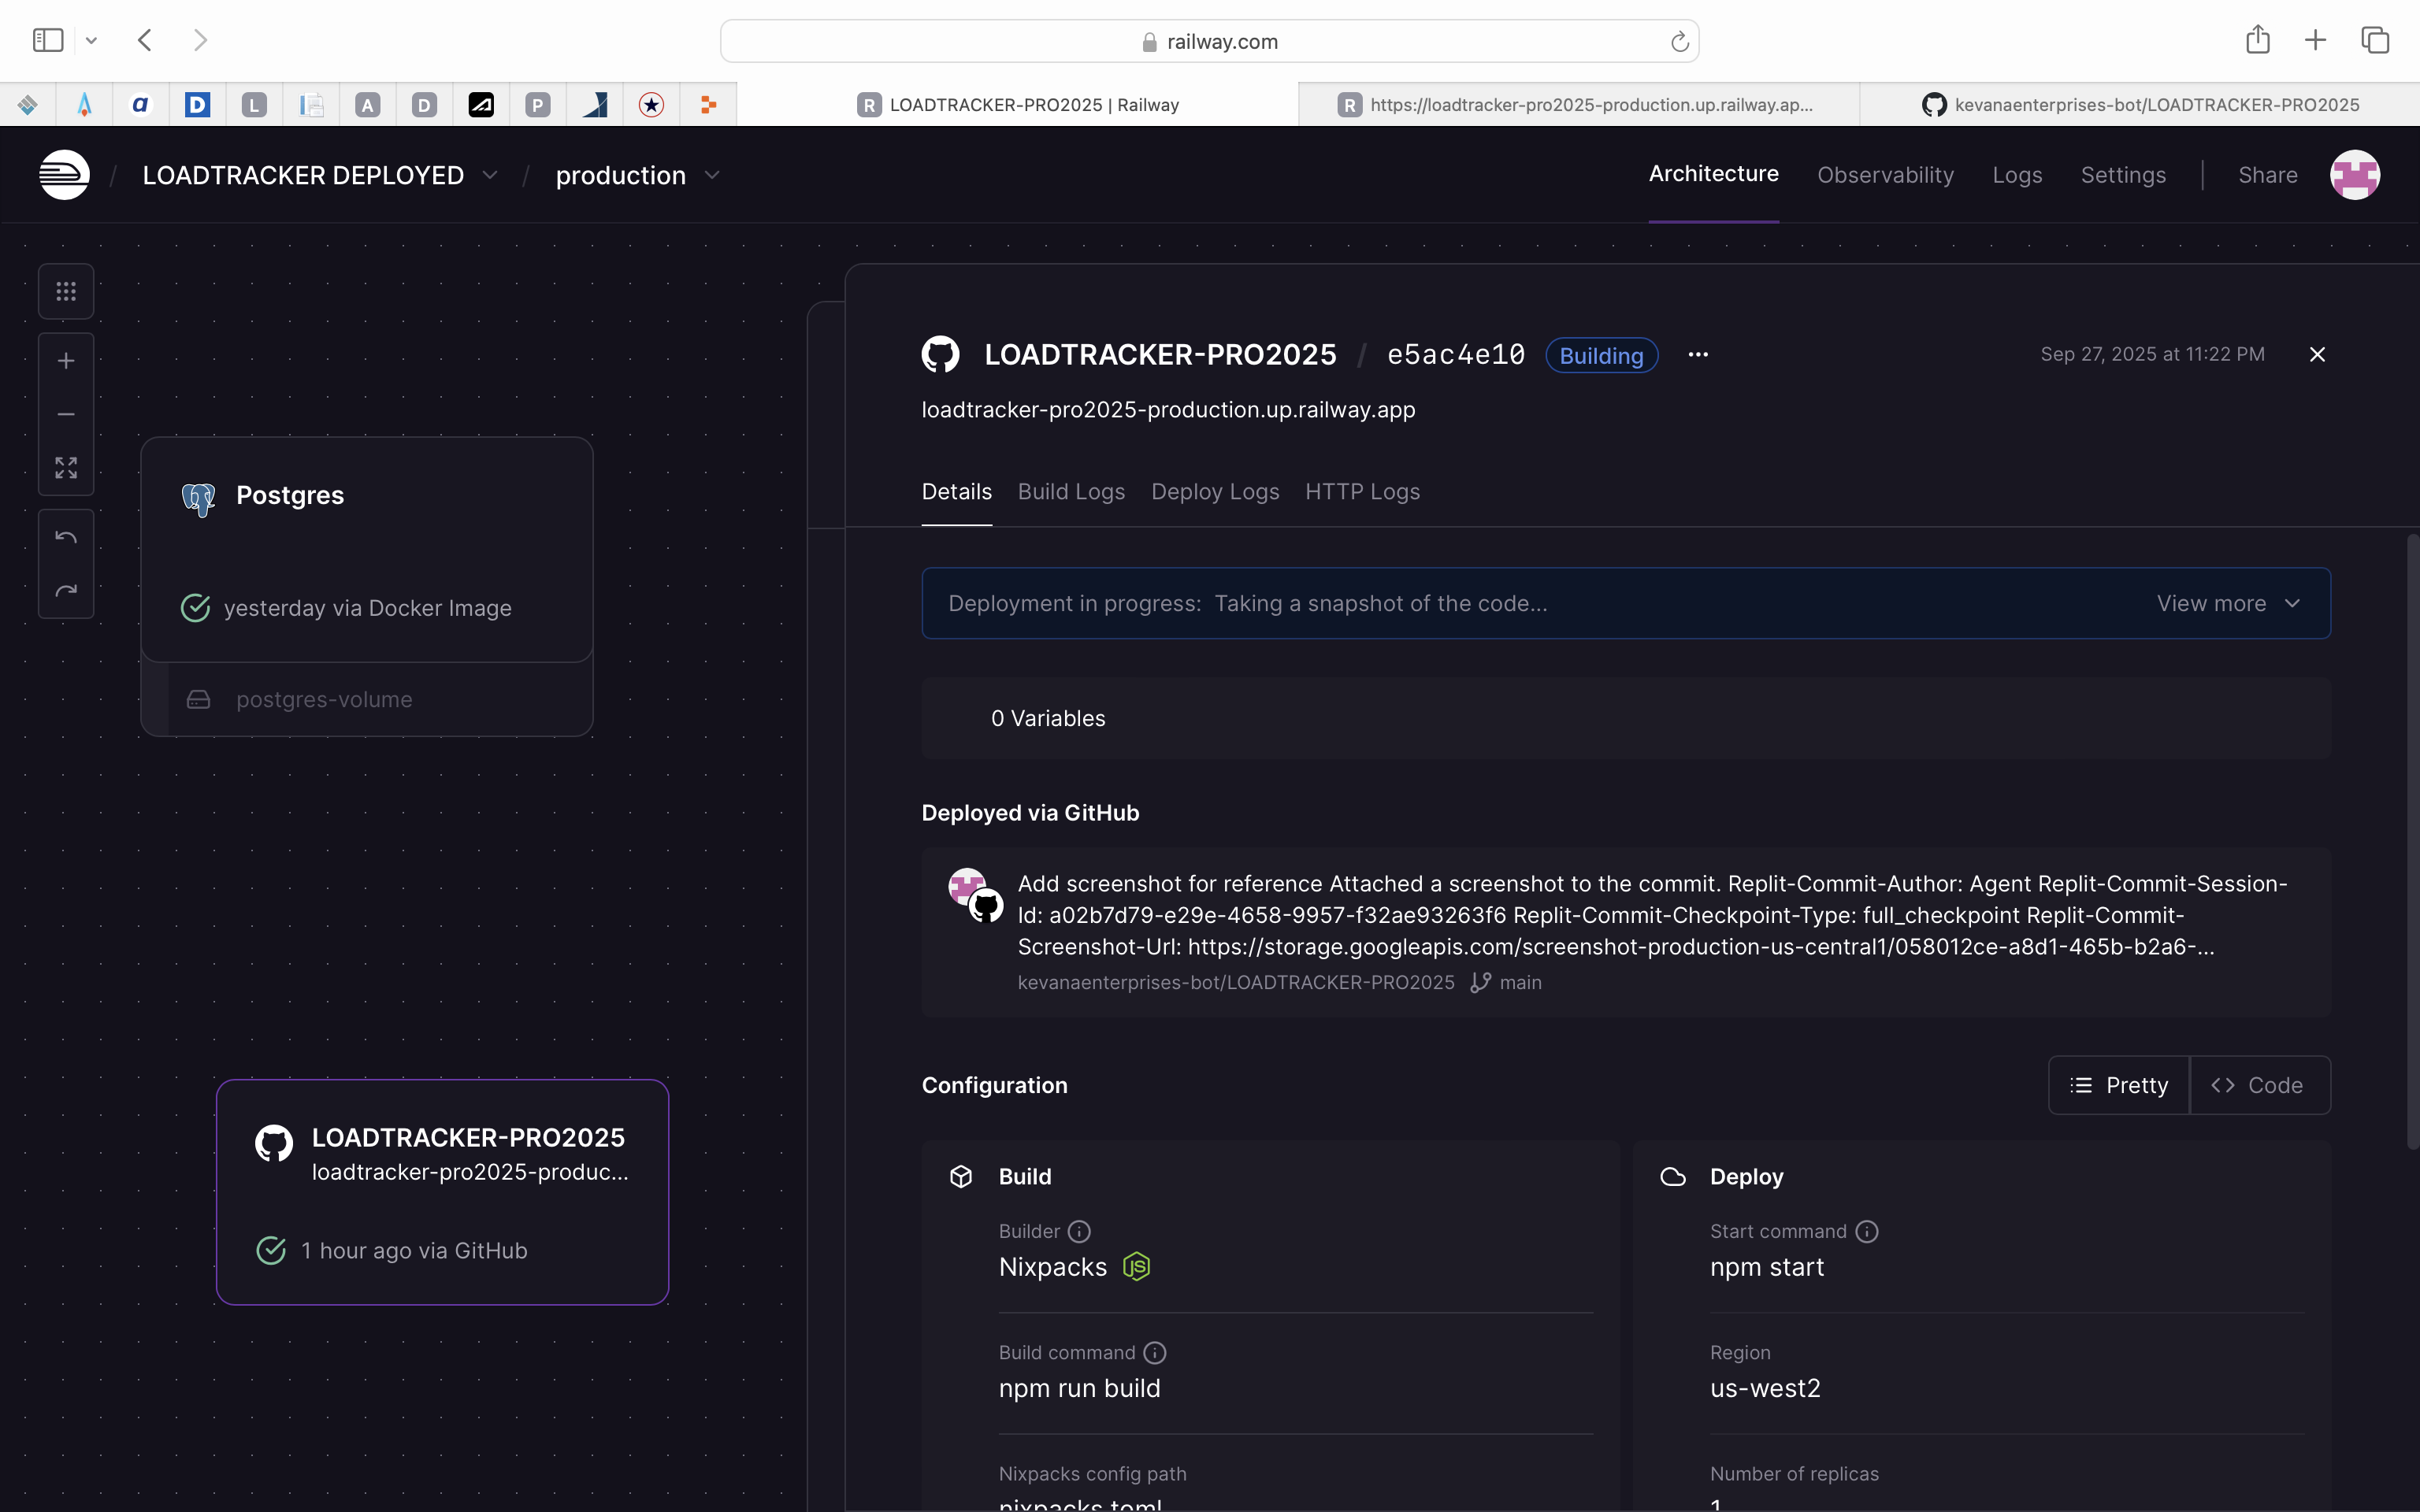 railway.com
a
D
L
A
D
P
R LOADTRACKER-PRO2025 | Railway
R https://loadtracker-pro2025-production.up.railway.ap...
kevanaenterprises-bot/LOADTRACKER-PRO2025
/ LOADTRACKER DEPLOYED / production
Architecture
Observability
Logs
Settings
Share
LOADTRACKER-PRO2025 / e5ac4e10 Building
Sep 27, 2025 at 11:22 PM
loadtracker-pro2025-production.up.railway.app
Details
Build Logs
Deploy Logs
HTTP Logs
Postgres
yesterday via Docker Image
postgres-volume
Deployment in progress: Taking a snapshot of the code...
View more
0 Variables
Deployed via GitHub
Add screenshot for reference Attached a screenshot to the commit. Replit-Commit-Author: Agent Replit-Commit-Session-
Id: a02b7d79-e29e-4658-9957-f32ae93263f6 Replit-Commit-Checkpoint-Type: full_checkpoint Replit-Commit-
Screenshot-Url: https://storage.googleapis.com/screenshot-production-us-central1/058012ce-a8d1-465b-b2a6-...
kevanaenterprises-bot/LOADTRACKER-PRO2025 main
Configuration
Pretty
Code
LOADTRACKER-PRO2025
loadtracker-pro2025-produc...
1 hour ago via GitHub
Build
Builder
Nixpacks
Build command
npm run build
Nixpacks config path
nixpacks.toml
Deploy
Start command
npm start
Region
us-west2
Number of replicas
1